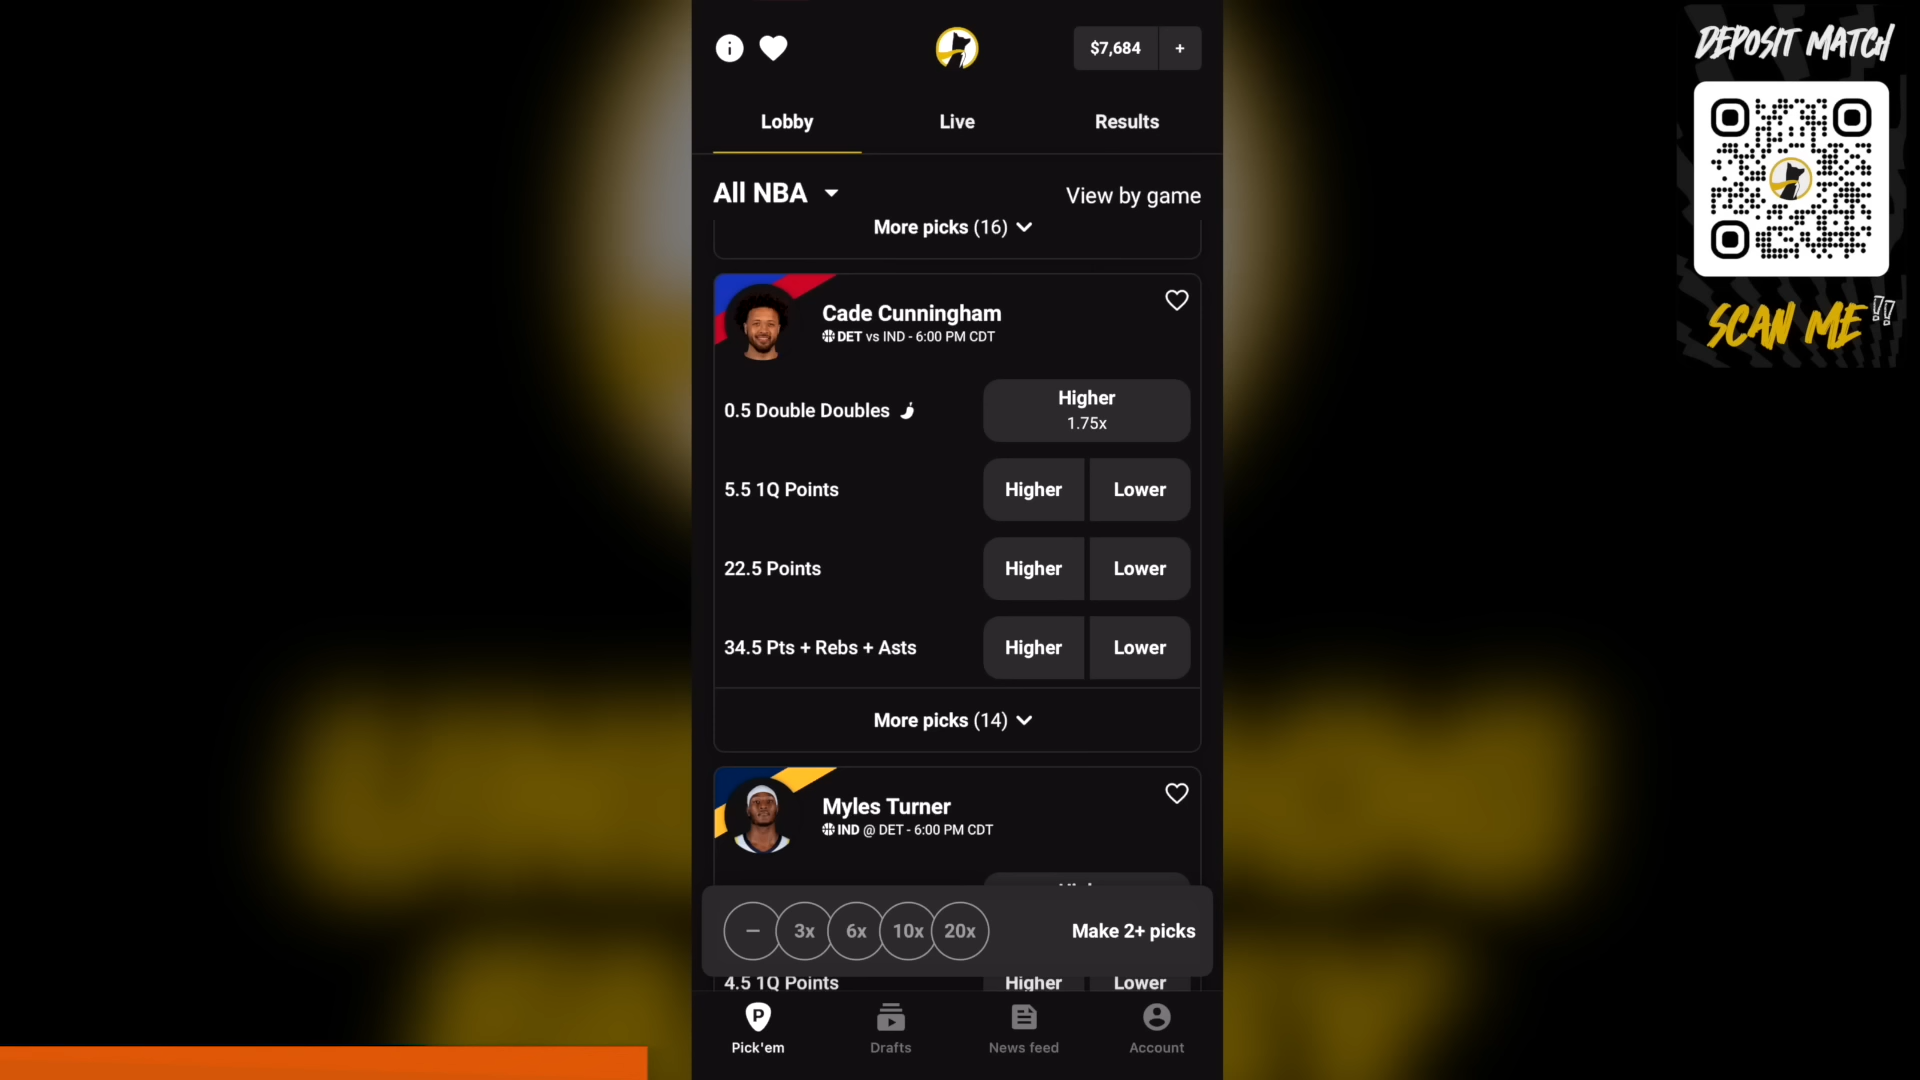 $7,684 +
Lobby Live Results
All NBA View by game
More picks (16)
Cade Cunningham
DET vs IND - 6:00 PM CDT
0.5 Double Doubles Higher
1.75x
5.5 1Q Points Higher Lower
22.5 Points Higher Lower
34.5 Pts + Rebs + Asts Higher Lower
More picks (14)
Myles Turner
IND @ DET - 6:00 PM CDT
– 3x 6x 10x 20x Make 2+ picks
4.5 1Q Points Higher Lower
P
Pick'em Drafts News feed Account
DEPOSIT MATCH
SCAN ME!!